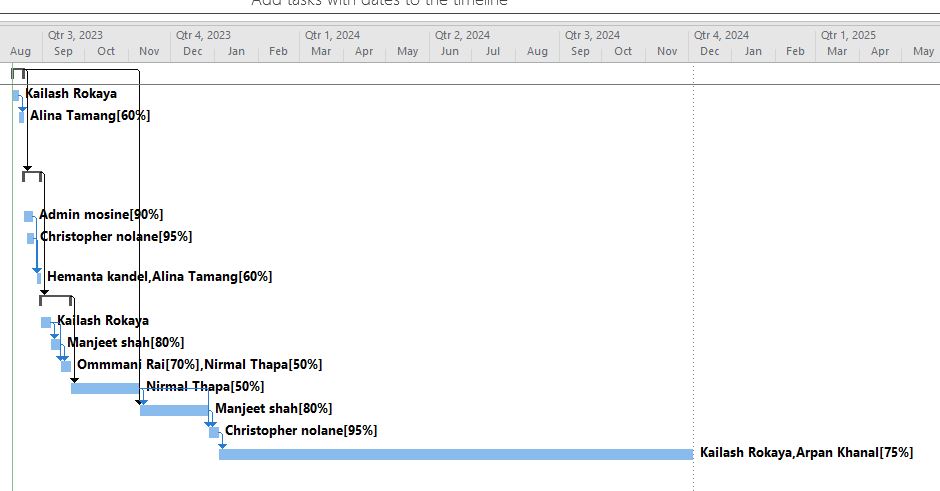 Add tasks with dates to the timeline
Qtr 3, 2023 Qtr 4, 2023 Qtr 1, 2024 Qtr 2, 2024 Qtr 3, 2024 Qtr 4, 2024 Qtr 1, 2025
Aug Sep Oct Nov Dec Jan Feb Mar Apr May Jun Jul Aug Sep Oct Nov Dec Jan Feb Mar Apr May
Kailash Rokaya
Alina Tamang[60%]
Admin mosine[90%]
Christopher nolane[95%]
Hemanta kandel,Alina Tamang[60%]
Kailash Rokaya
Manjeet shah[80%]
Ommmani Rai[70%],Nirmal Thapa[50%]
Nirmal Thapa[50%]
Manjeet shah[80%]
Christopher nolane[95%]
Kailash Rokaya,Arpan Khanal[75%]